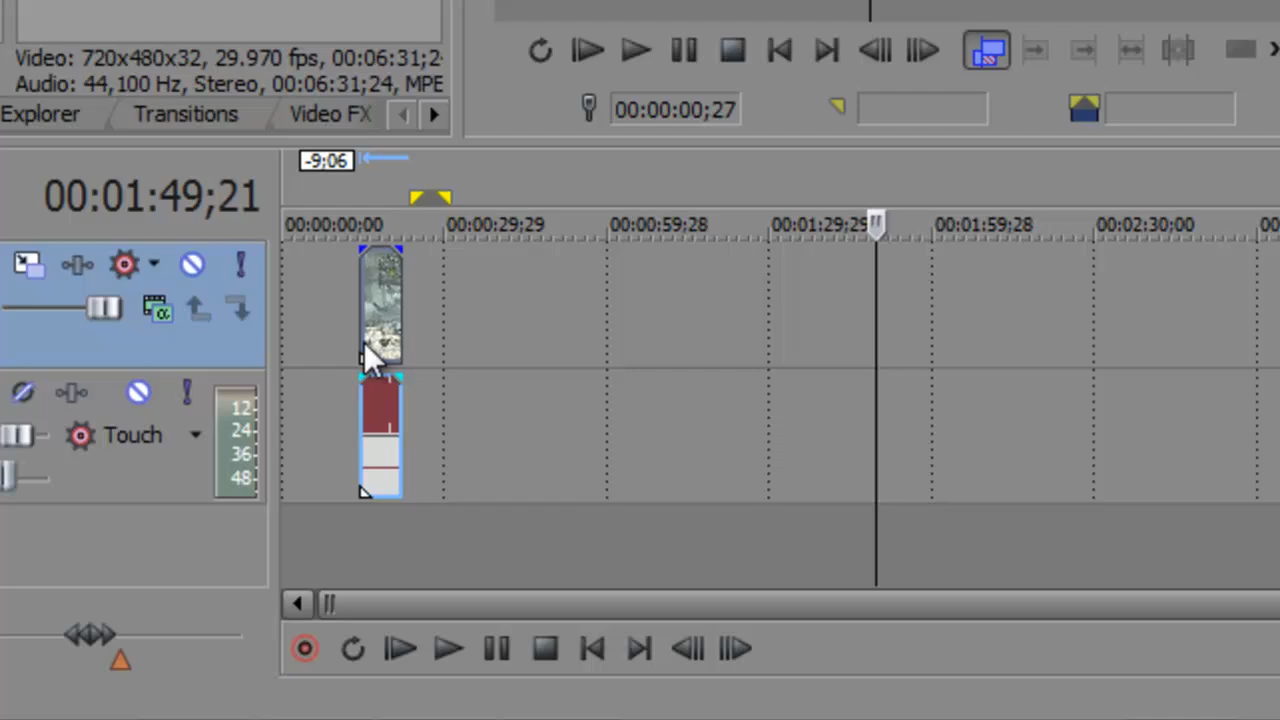 Video: 720x480x32, 29.970 fps, 00:06:31;2
Audio: 44,100 Hz, Stereo, 00:06:31;24, MPE
Explorer Transitions Video FX
00:00:00;27
-9;06
00:01:49;21
00:00:00;00 00:00:29;29 00:00:59;28 00:01:29;29 00:01:59;28 00:02:30;00 00
12
24
Touch
36
48